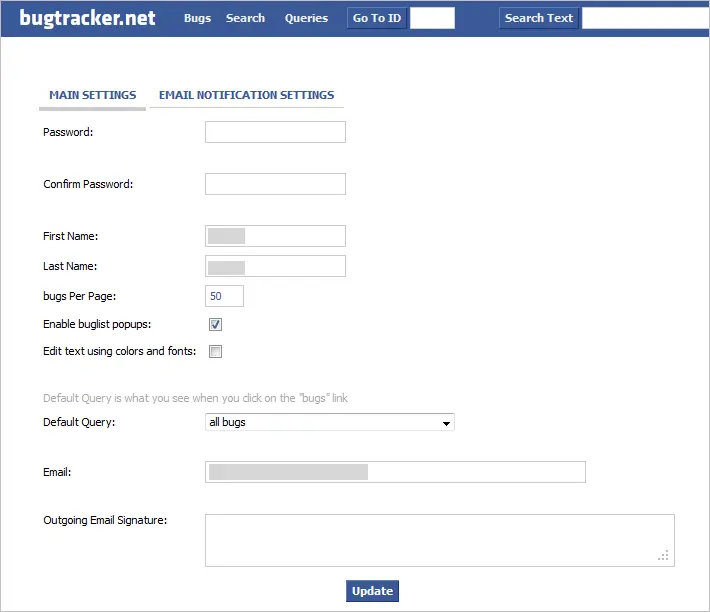 bugtracker.net Bugs Search Queries Go To ID Search Text
MAIN SETTINGS EMAIL NOTIFICATION SETTINGS
Password:
Confirm Password:
First Name:
Last Name:
bugs Per Page: 50
Enable buglist popups:
Edit text using colors and fonts:
Default Query is what you see when you click on the "bugs" link
Default Query: all bugs
Email:
Outgoing Email Signature:
Update